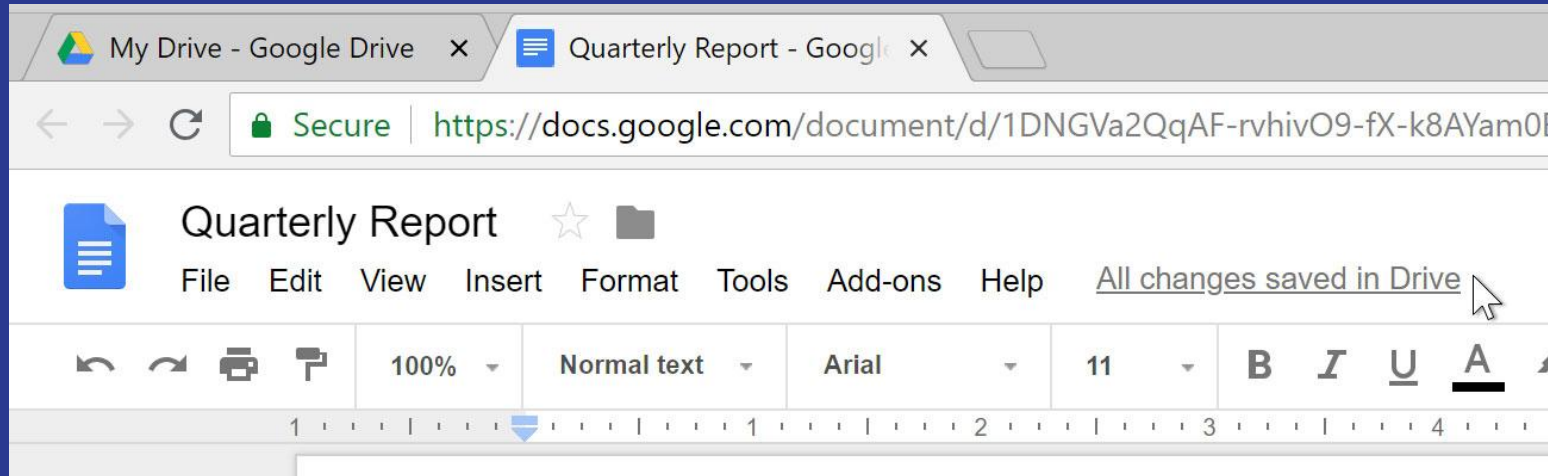 My Drive - Google Drive
Quarterly Report - Googl
Secure https://docs.google.com/document/d/1DNGVa2QqAF-rvhivO9-fX-k8AYam0
Quarterly Report
File Edit View Insert Format Tools Add-ons Help All changes saved in Drive
100% Normal text Arial 11 B I U A
1 1 2 3 4